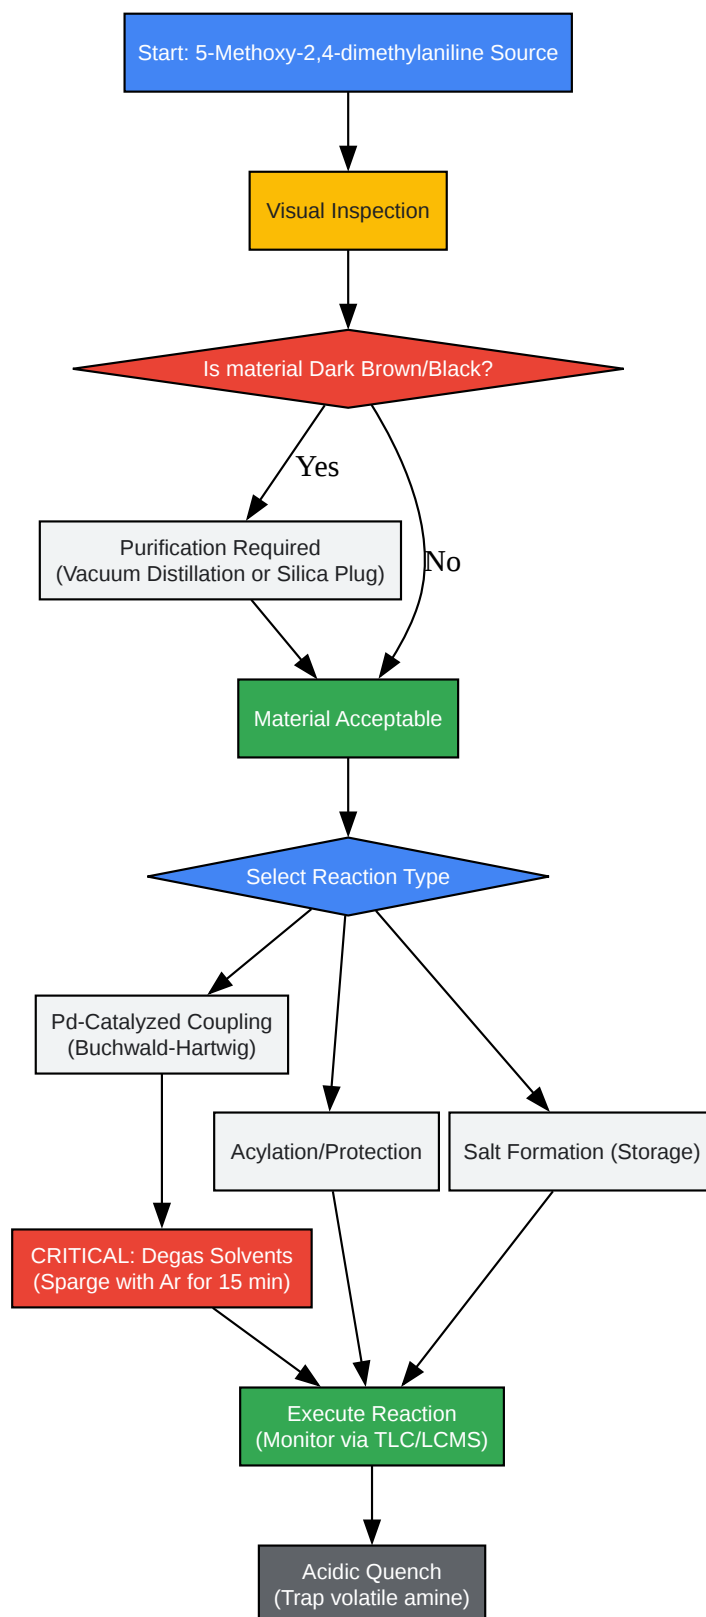 Start: 5-Methoxy-2,4-dimethylaniline Source
Visual Inspection
Is material Dark Brown/Black?
Yes
Purification Required
(Vacuum Distillation or Silica Plug)
No
Material Acceptable
Select Reaction Type
Pd-Catalyzed Coupling
(Buchwald-Hartwig)
Acylation/Protection
Salt Formation (Storage)
CRITICAL: Degas Solvents
(Sparge with Ar for 15 min)
Execute Reaction
(Monitor via TLC/LCMS)
Acidic Quench
(Trap volatile amine)